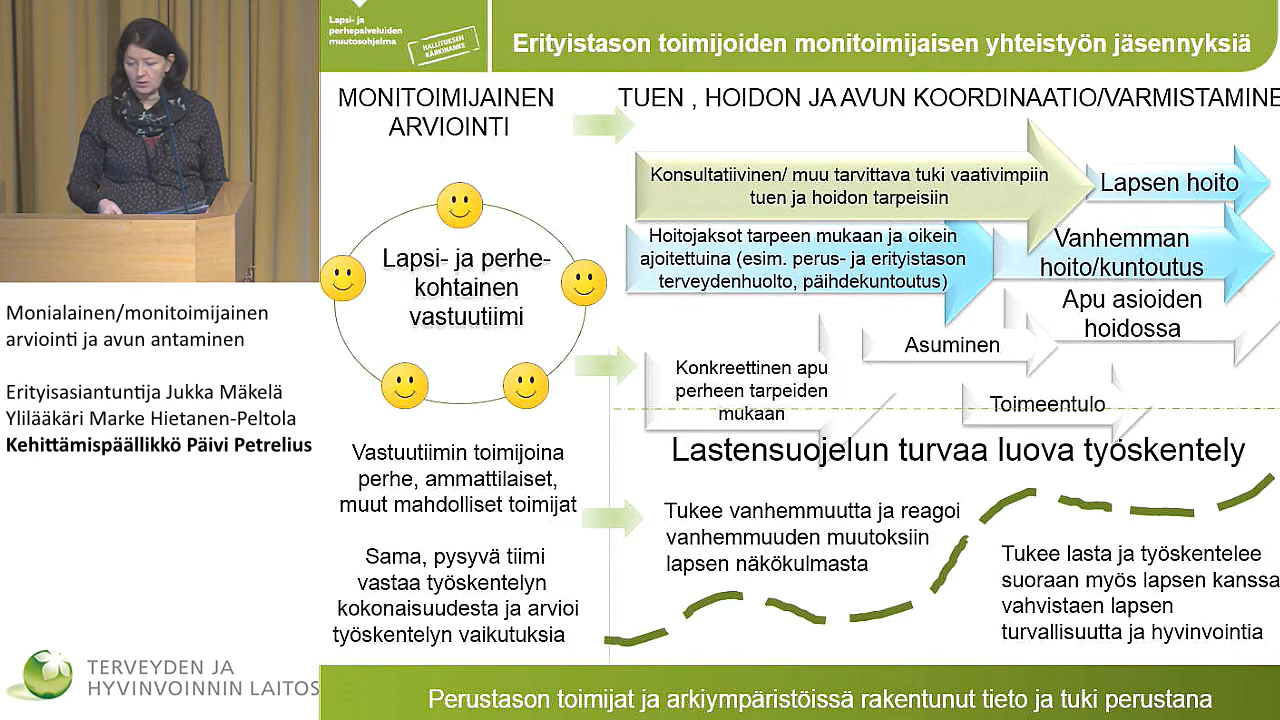 Lapsi- ja
perhepalveluiden
muutosohjelma
HALLITUKSEN
KÄRKIHANKE
Erityistason toimijoiden monitoimijaisen yhteistyön jäsennyksiä
MONITOIMIJAINEN
ARVIOINTI
TUEN , HOIDON JA AVUN KOORDINAATIO/VARMISTAMINE
Konsultatiivinen/ muu tarvittava tuki vaativimpiin
tuen ja hoidon tarpeisiin
Lapsen hoito
Hoitojaksot tarpeen mukaan ja oikein
ajoitettuina (esim. perus- ja erityistason
terveydenhuolto, päihdekuntoutus)
Vanhemman
hoito/kuntoutus
Apu asioiden
hoidossa
Asuminen
Konkreettinen apu
perheen tarpeiden
mukaan
Toimeentulo
Lapsi- ja perhe-
kohtainen
vastuutiimi
Vastuutiimin toimijoina
perhe, ammattilaiset,
muut mahdolliset toimijat
Sama, pysyvä tiimi
vastaa työskentelyn
kokonaisuudesta ja arvioi
työskentelyn vaikutuksia
Lastensuojelun turvaa luova työskentely
Tukee vanhemmuutta ja reagoi
vanhemmuuden muutoksiin
lapsen näkökulmasta
Tukee lasta ja työskentelee
suoraan myös lapsen kanssa
vahvistaen lapsen
turvallisuutta ja hyvinvointia
Perustason toimijat ja arkiympäristöissä rakentunut tieto ja tuki perustana
Monialainen/monitoimijainen
arviointi ja avun antaminen
Erityisasiantuntija Jukka Mäkelä
Ylilääkäri Marke Hietanen-Peltola
Kehittämispäällikkö Päivi Petrelius
TERVEYDEN JA
HYVINVOINNIN LAITOS